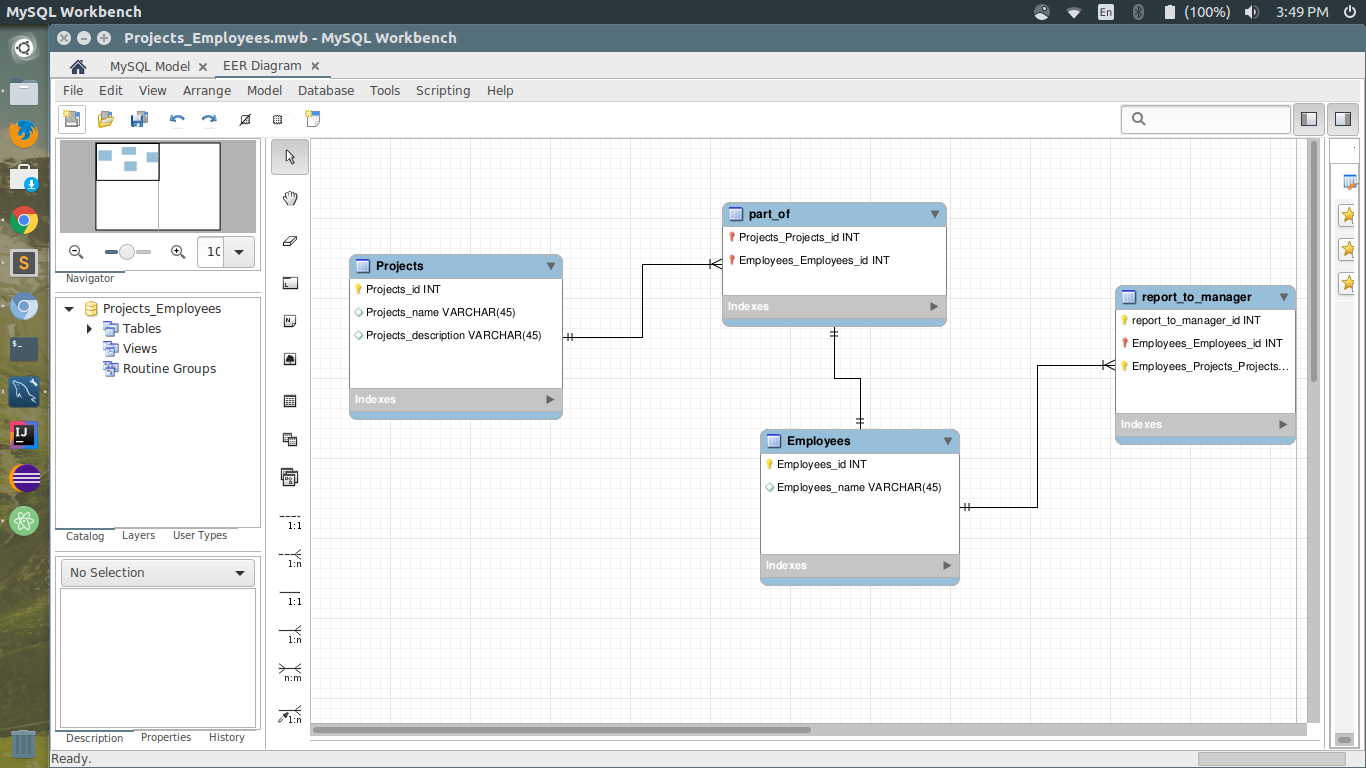 MySQL Workbench
En
(100%)
3:49 PM
Projects_Employees.mwb - MySQL Workbench
MySQL Model
EER Diagram
File Edit View Arrange Model Database Tools Scripting Help
10
Navigator
Projects_Employees
Tables
Views
Routine Groups
Catalog Layers User Types
No Selection
Description Properties History
Ready.
1:1
1:n
1:1
1:n
n:m
1:n
Projects
Projects_id INT
Projects_name VARCHAR(45)
Projects_description VARCHAR(45)
Indexes
part_of
Projects_Projects_id INT
Employees_Employees_id INT
Indexes
Employees
Employees_id INT
Employees_name VARCHAR(45)
Indexes
report_to_manager
report_to_manager_id INT
Employees_Employees_id INT
Employees_Projects_Projects...
Indexes